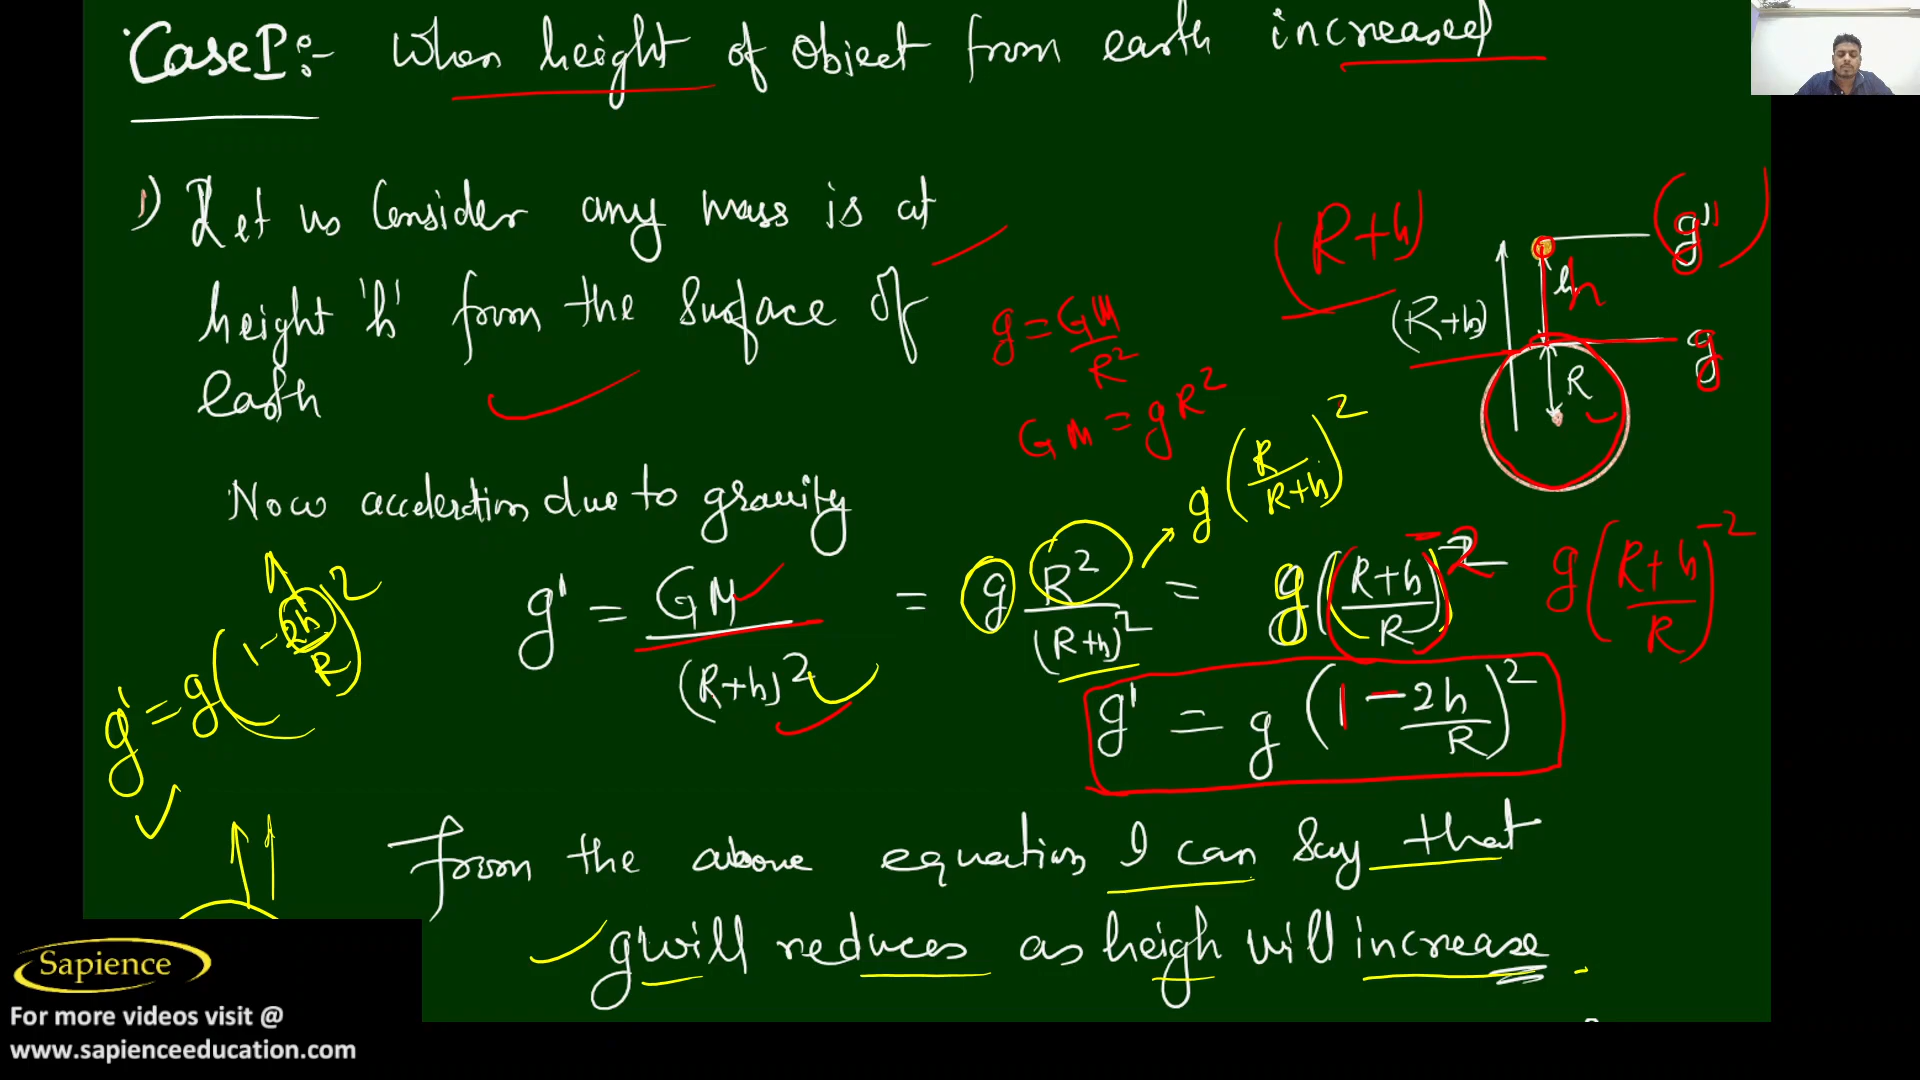 Case I:- When height of object from earth increased
1) Let us Consider any mass is at
height 'h' from the surface of
earth
(R+h)
g'
h
h
(R+h)
g
R
g = GM/R²
GM = gR²
g(R/R+h)²
Now acceleration due to gravity
g' = GM/(R+h)² = g R²/(R+h)² = g(R+h/R)⁻²
g(R+h/R)⁻²
g' = g(1 - 2h/R)²
g' = g(1 - 2h/R)²
From the above equation I can say that
g will reduces as heigh will increase.
Sapience
For more videos visit @
www.sapienceeducation.com